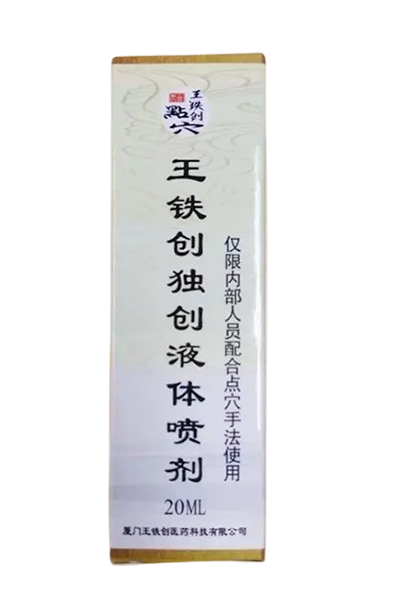 王铁创
點穴
王铁创独创液体喷剂
仅限内部人员配合点穴手法使用
20ML
厦门王铁创医药科技有限公司